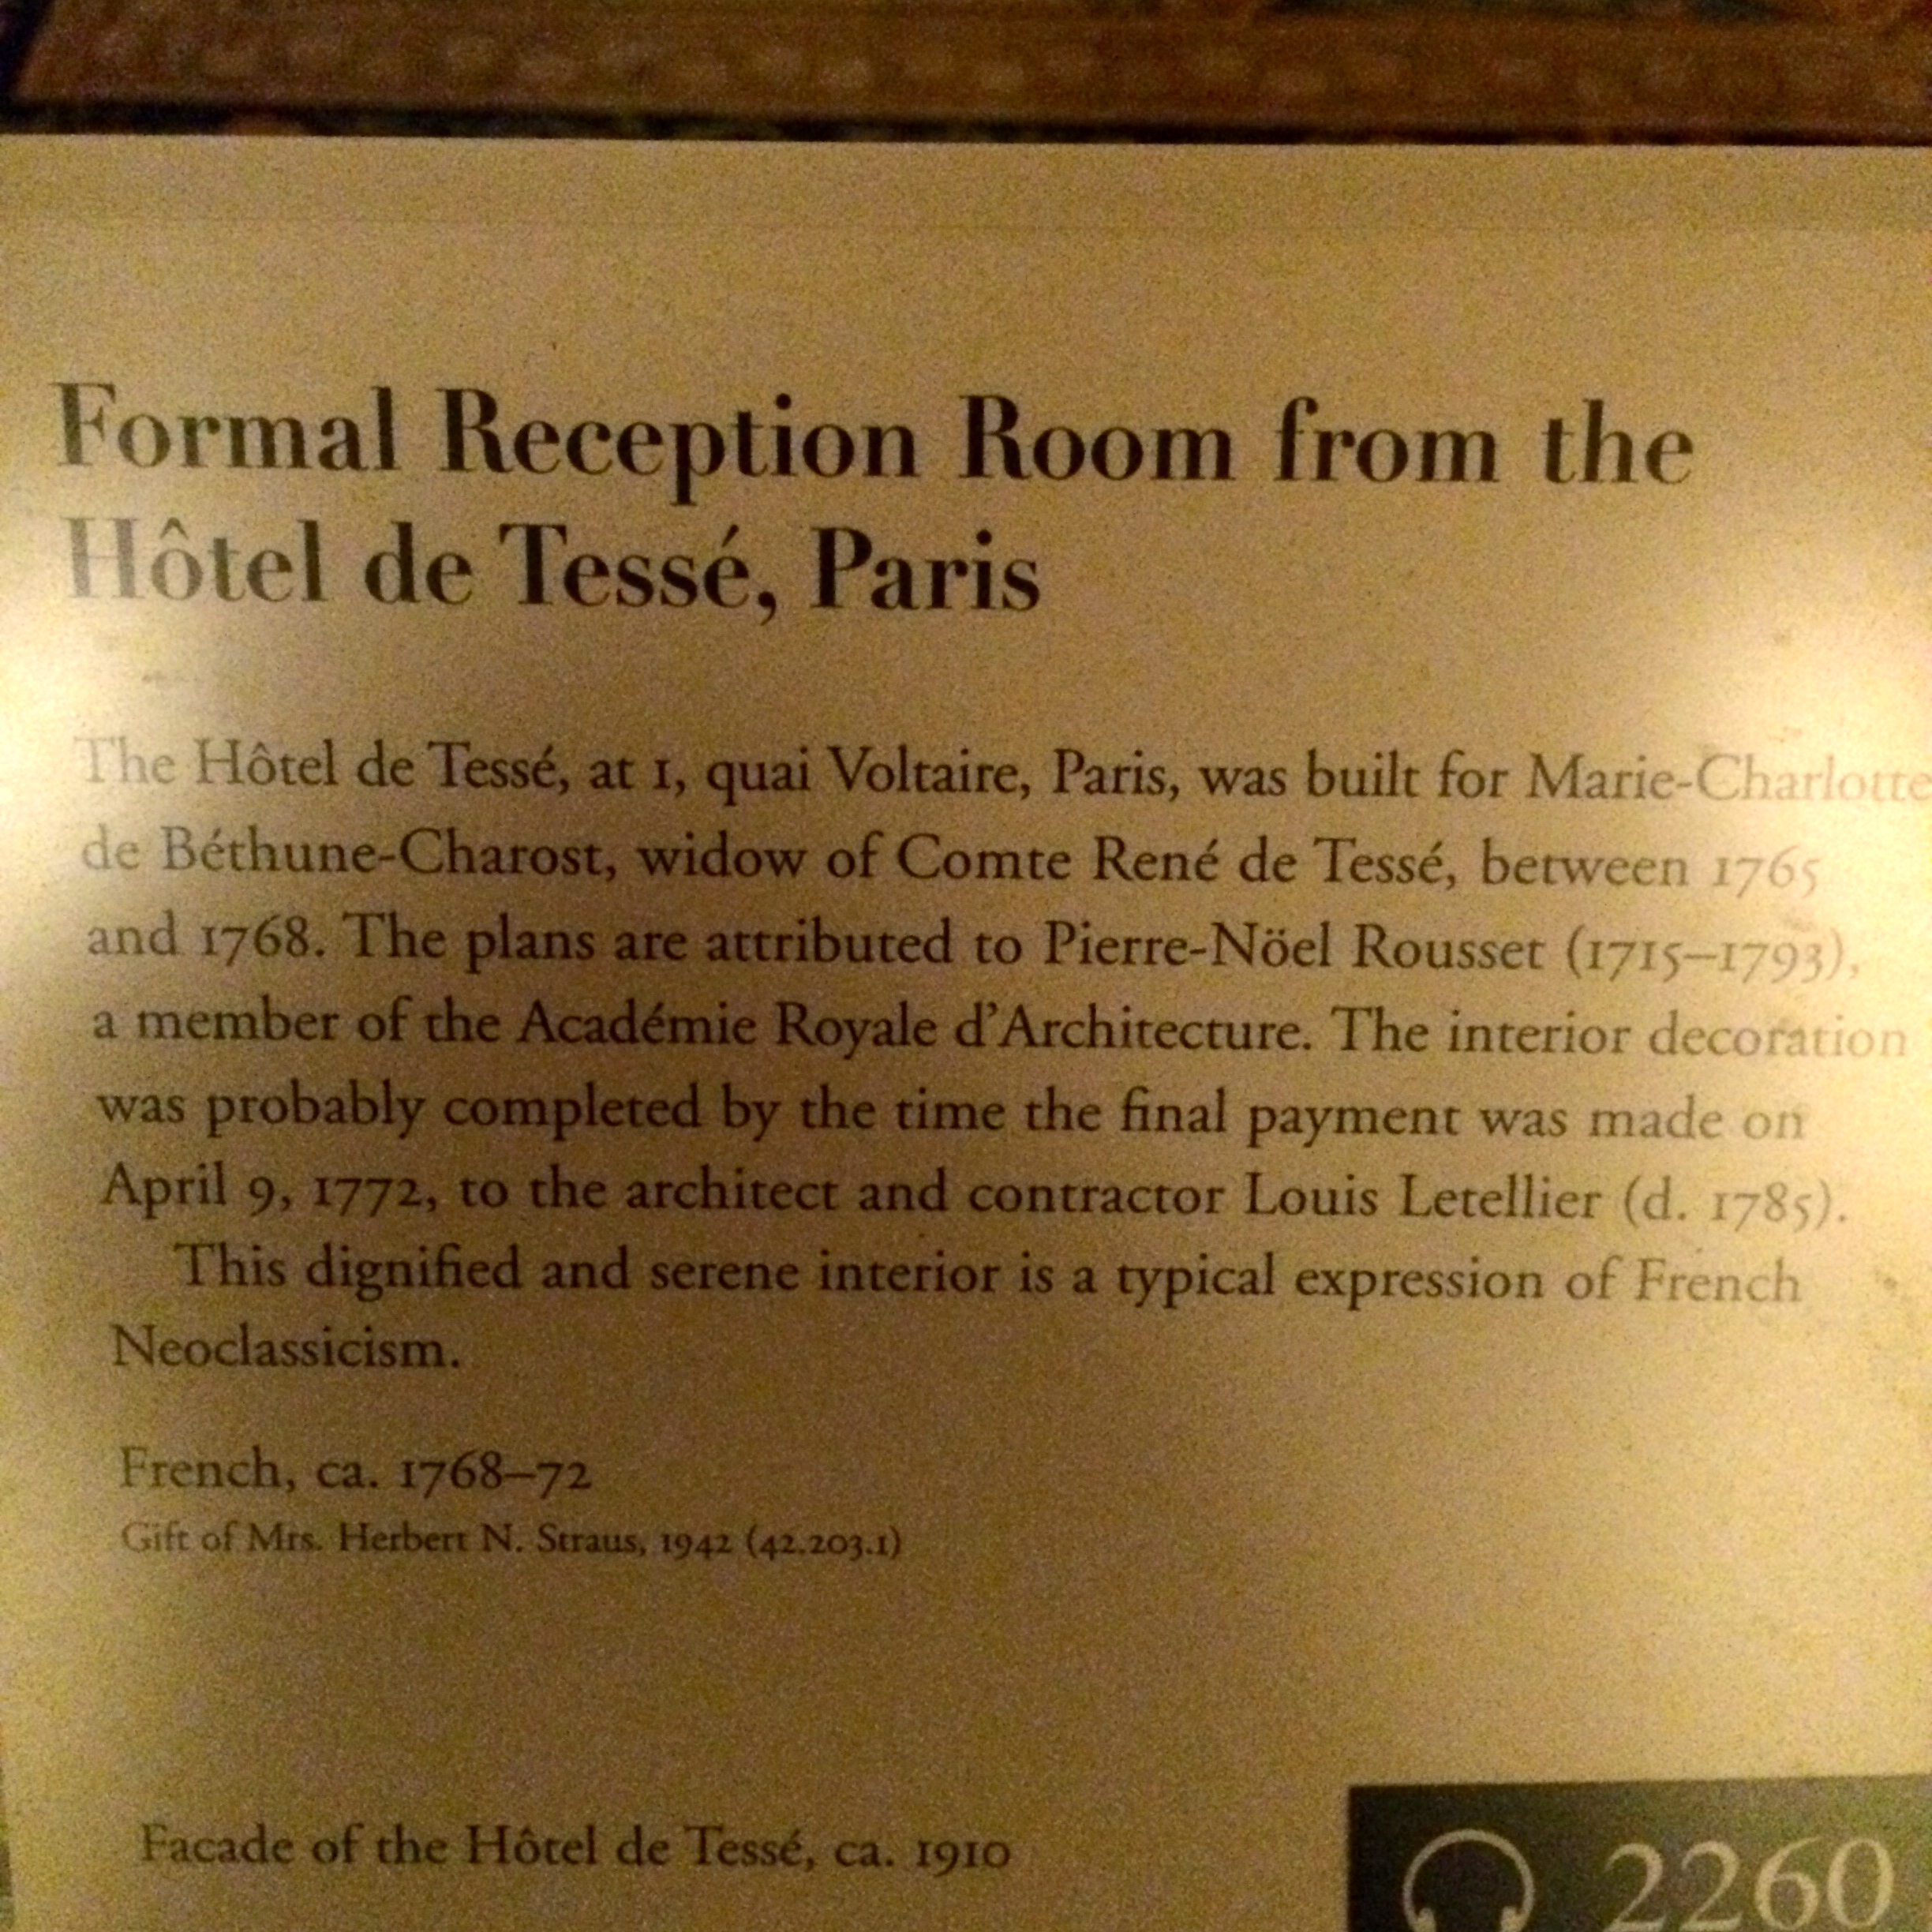 Formal Reception Room from the
Hôtel de Tessé, Paris
The Hôtel de Tessé, at 1, quai Voltaire, Paris, was built for Marie-Charlotte
de Béthune-Charost, widow of Comte René de Tessé, between 1765
and 1768. The plans are attributed to Pierre-Nöel Rousset (1715–1793),
a member of the Académie Royale d’Architecture. The interior decoration
was probably completed by the time the final payment was made on
April 9, 1772, to the architect and contractor Louis Letellier (d. 1785).
This dignified and serene interior is a typical expression of French
Neoclassicism.
French, ca. 1768–72
Gift of Mrs. Herbert N. Straus, 1942 (42.203.1)
Facade of the Hôtel de Tessé, ca. 1910
2260